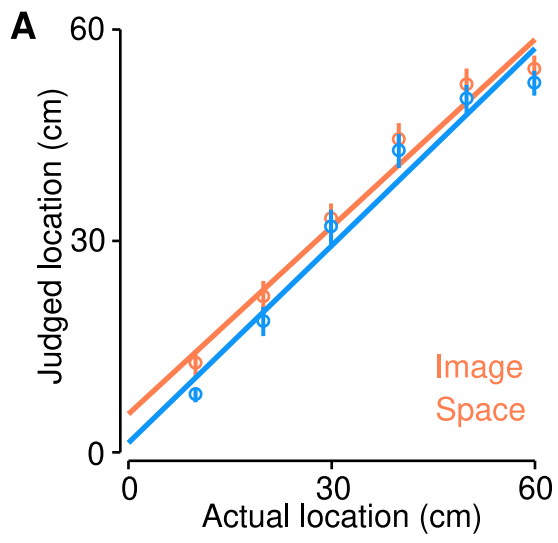 A
60
30
0
Judged location (cm)
Image
Space
0 30 60
Actual location (cm)